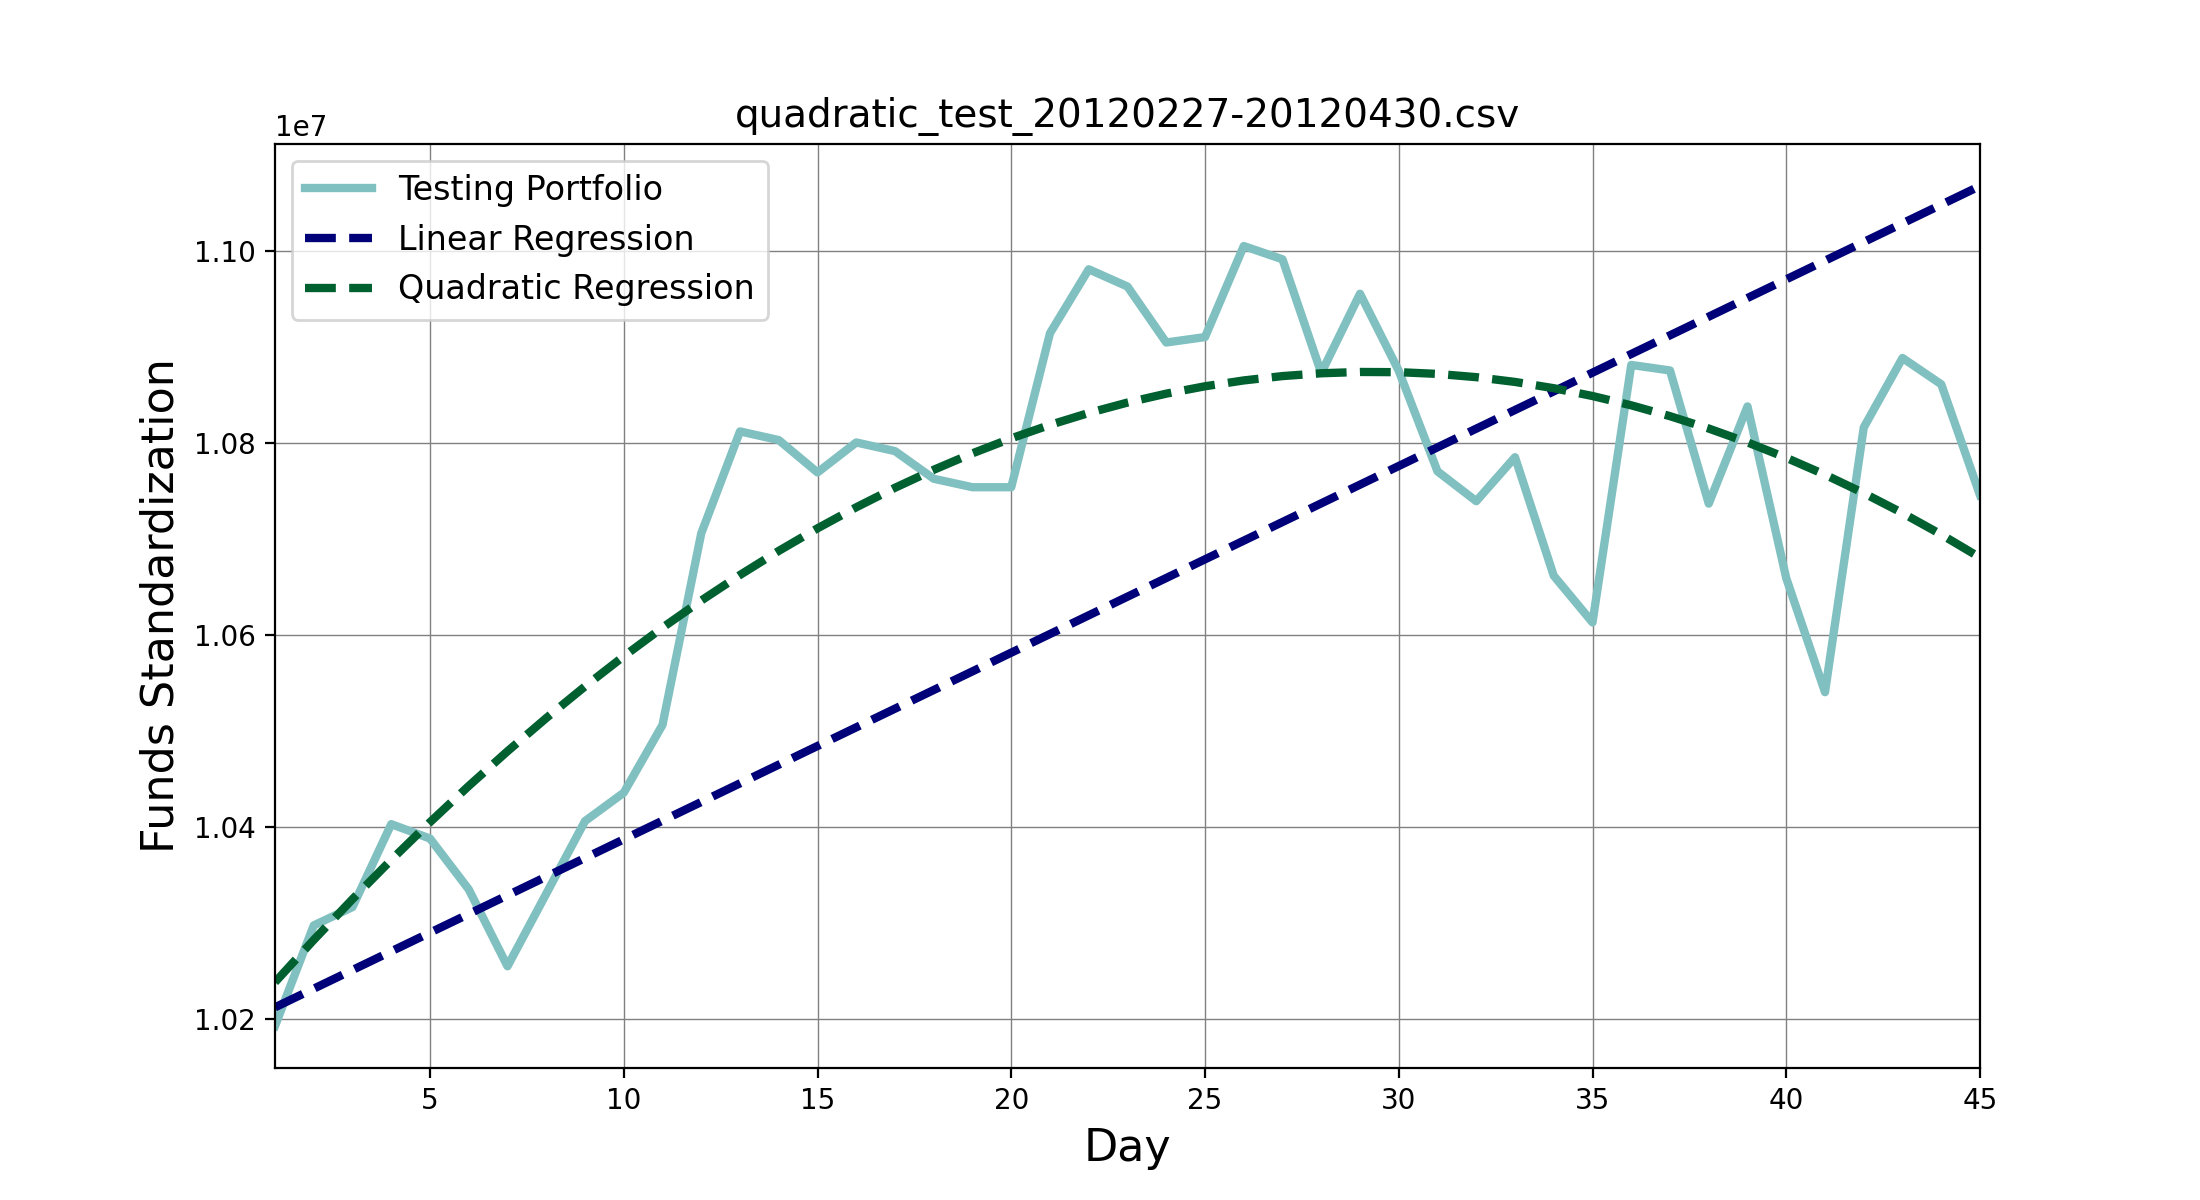 quadratic_test_20120227-20120430.csv
1e7
Testing Portfolio
Linear Regression
Quadratic Regression
Funds Standardization
1.10
1.08
1.06
1.04
1.02
5 10 15 20 25 30 35 40 45
Day